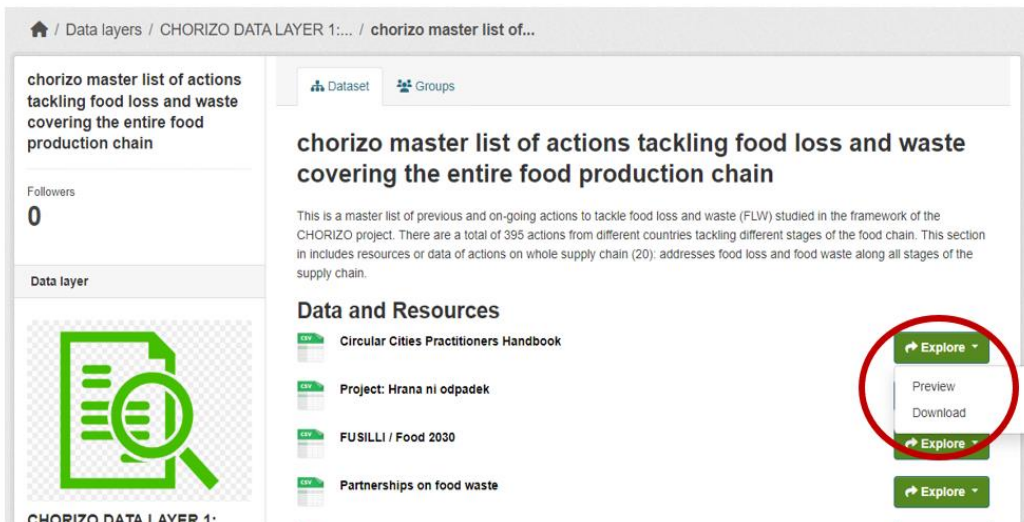 / Data layers / CHORIZO DATA LAYER 1:... / chorizo master list of...
chorizo master list of actions
tackling food loss and waste
covering the entire food
production chain
Followers
0
Data layer
CHORIZO DATA LAYER 1:
Dataset
Groups
chorizo master list of actions tackling food loss and waste
covering the entire food production chain
This is a master list of previous and on-going actions to tackle food loss and waste (FLW) studied in the framework of the
CHORIZO project. There are a total of 395 actions from different countries tackling different stages of the food chain. This section
in includes resources or data of actions on whole supply chain (20): addresses food loss and food waste along all stages of the
supply chain.
Data and Resources
CSV
Circular Cities Practitioners Handbook
Explore
Preview
Download
CSV
Project: Hrana ni odpadek
CSV
FUSILLI / Food 2030
Explore
CSV
Partnerships on food waste
Explore